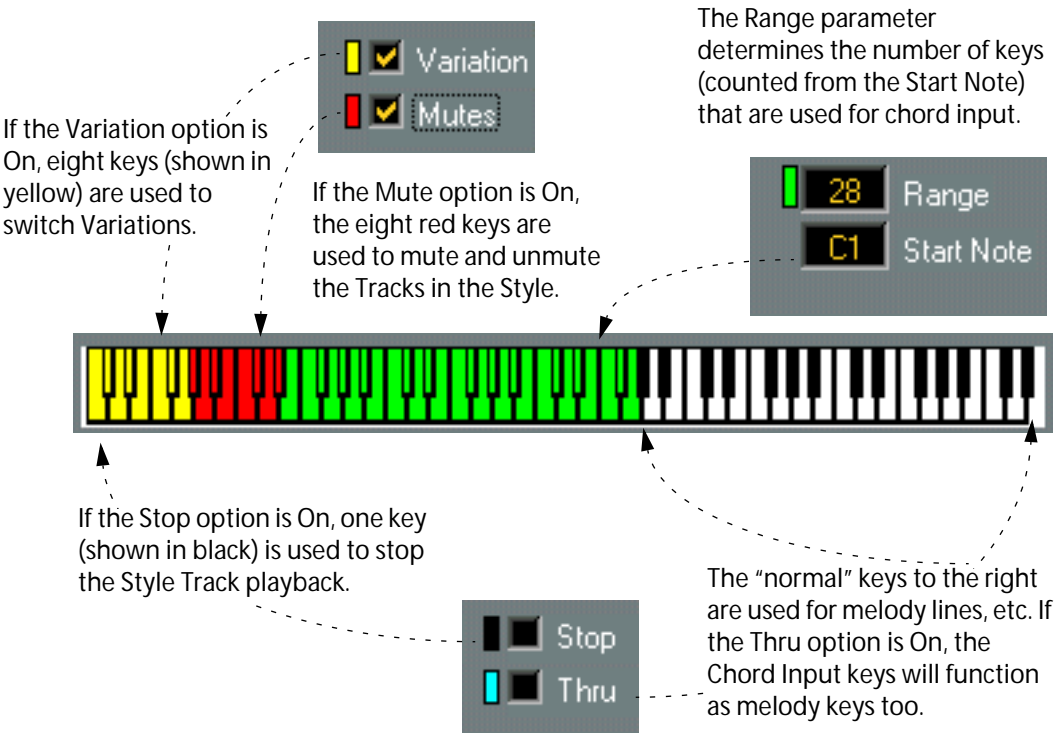 The Range parameter
determines the number of keys
(counted from the Start Note)
that are used for chord input.
Variation
Mutes
If the Variation option is
On, eight keys (shown in
yellow) are used to
switch Variations.
If the Mute option is On,
the eight red keys are
used to mute and unmute
the Tracks in the Style.
28 Range
C1 Start Note
If the Stop option is On, one key
(shown in black) is used to stop
the Style Track playback.
The “normal” keys to the right
are used for melody lines, etc. If
the Thru option is On, the
Chord Input keys will function
as melody keys too.
Stop
Thru